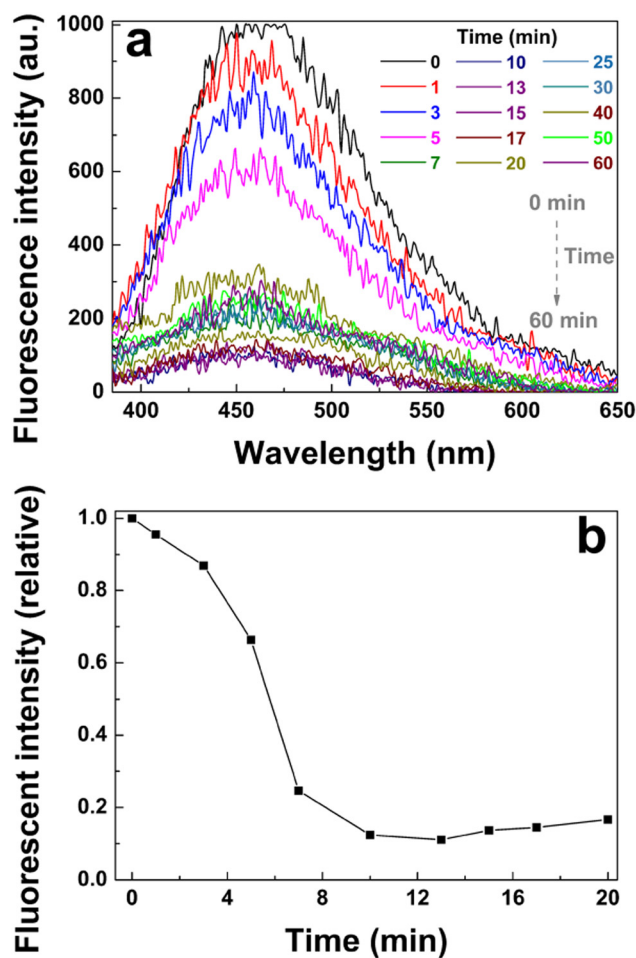 a
Fluorescence intensity (au.)
1000
800
600
400
200
0
Time (min)
0 10 25
1 13 30
3 15 40
5 17 50
7 20 60
0 min
Time
60 min
400 450 500 550 600 650
Wavelength (nm)
b
Fluorescent intensity (relative)
1.0
0.8
0.6
0.4
0.2
0.0
0 4 8 12 16 20
Time (min)